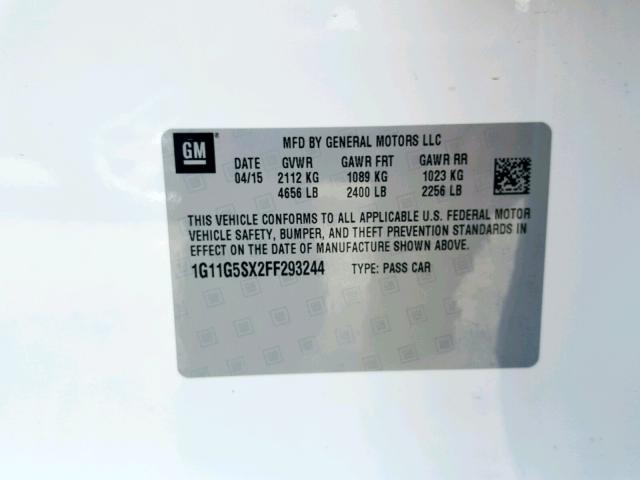 GM
MFD BY GENERAL MOTORS LLC
DATE GVWR GAWR FRT GAWR RR
04/15 2112 KG 1089 KG 1023 KG
4656 LB 2400 LB 2256 LB
THIS VEHICLE CONFORMS TO ALL APPLICABLE U.S. FEDERAL MOTOR
VEHICLE SAFETY, BUMPER, AND THEFT PREVENTION STANDARDS IN
EFFECT ON THE DATE OF MANUFACTURE SHOWN ABOVE.
1G11G5SX2FF293244 TYPE: PASS CAR